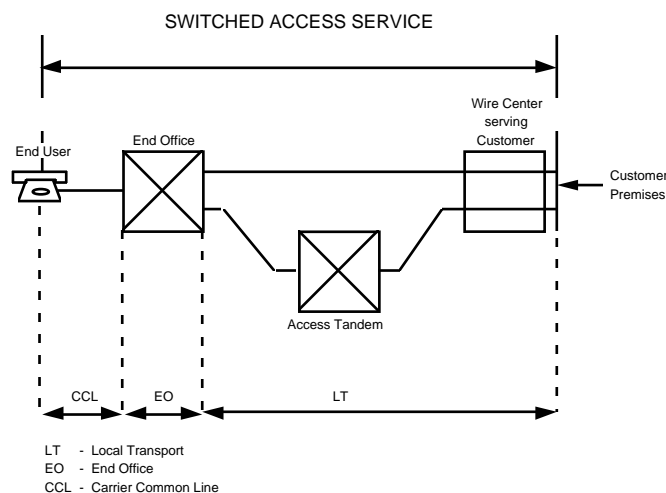 SWITCHED ACCESS SERVICE
Wire Center
serving
Customer
End Office
End User
Customer
Premises
Access Tandem
CCL
EO
LT
LT - Local Transport
EO - End Office
CCL - Carrier Common Line